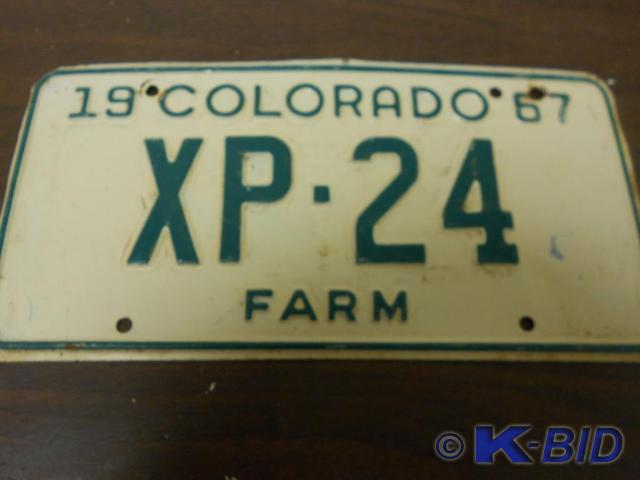 19 COLORADO 67
XP·24
FARM
© K-BID